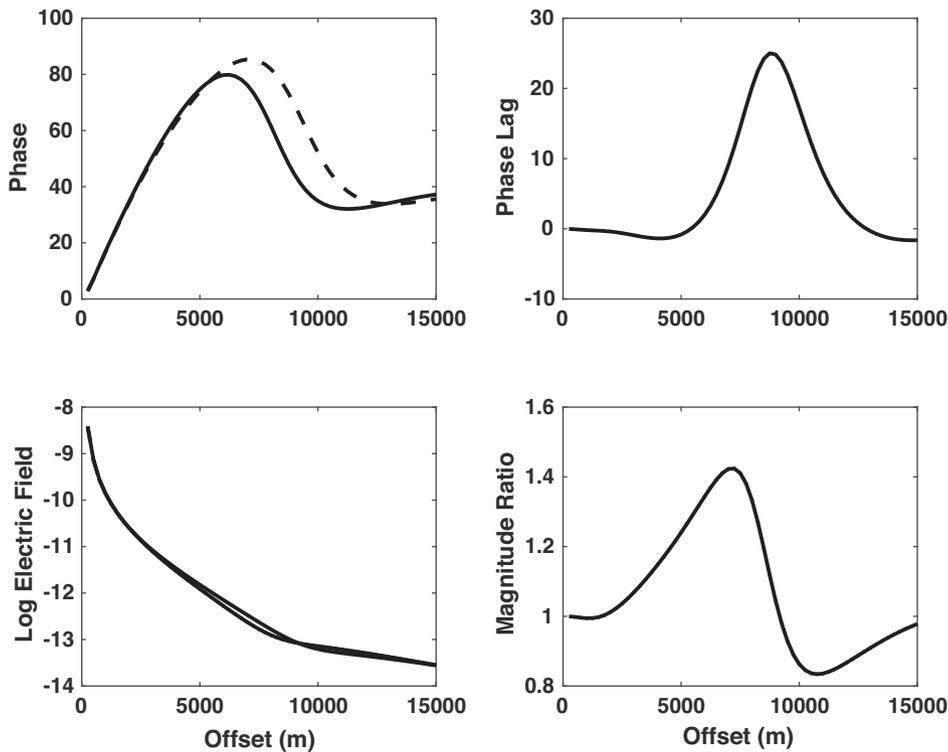 100
80
60
40
20
0
Phase
0 5000 10000 15000
30
20
10
0
-10
Phase Lag
0 5000 10000 15000
-8
-9
-10
-11
-12
-13
-14
Log Electric Field
0 5000 10000 15000
Offset (m)
1.6
1.4
1.2
1
0.8
Magnitude Ratio
0 5000 10000 15000
Offset (m)